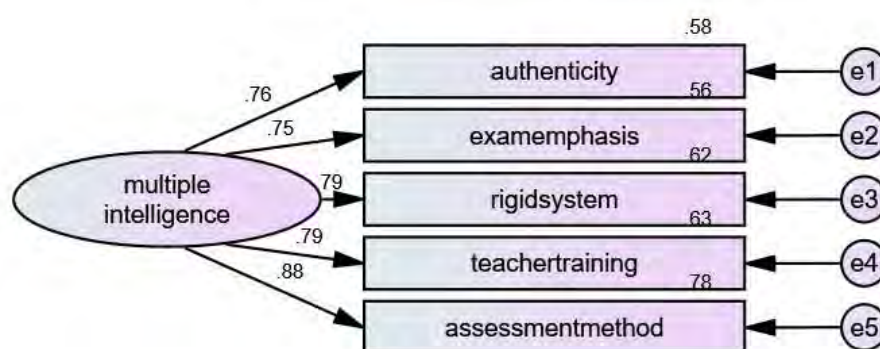 .58
authenticity
e1
.76
.56
.75
examemphasis
e2
.62
multiple
intelligence
.79
rigidsystem
e3
.63
.79
teachertraining
e4
.78
.88
assessmentmethod
e5